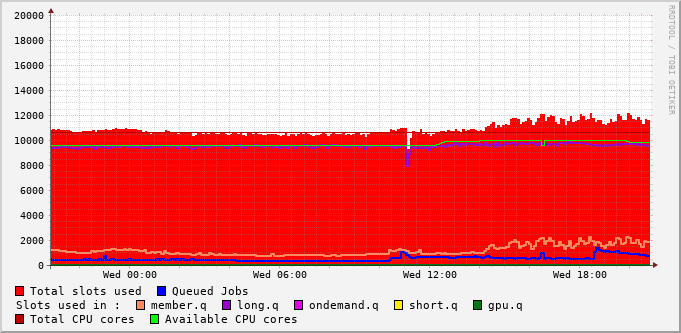 20000
18000
16000
14000
12000
10000
8000
6000
4000
2000
0
Wed 00:00 Wed 06:00 Wed 12:00 Wed 18:00
Total slots used Queued Jobs
Slots used in : member.q long.q ondemand.q short.q gpu.q
Total CPU cores Available CPU cores
RRDTOOL / TOBI OETIKER